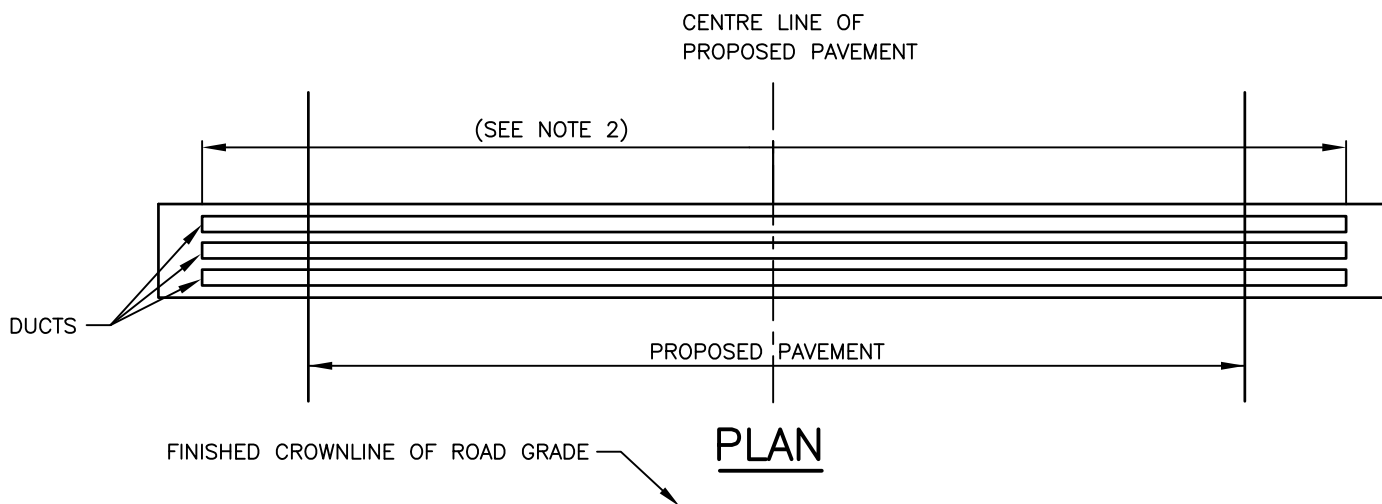 CENTRE LINE OF
PROPOSED PAVEMENT
(SEE NOTE 2)
DUCTS
PROPOSED PAVEMENT
PLAN
FINISHED CROWNLINE OF ROAD GRADE